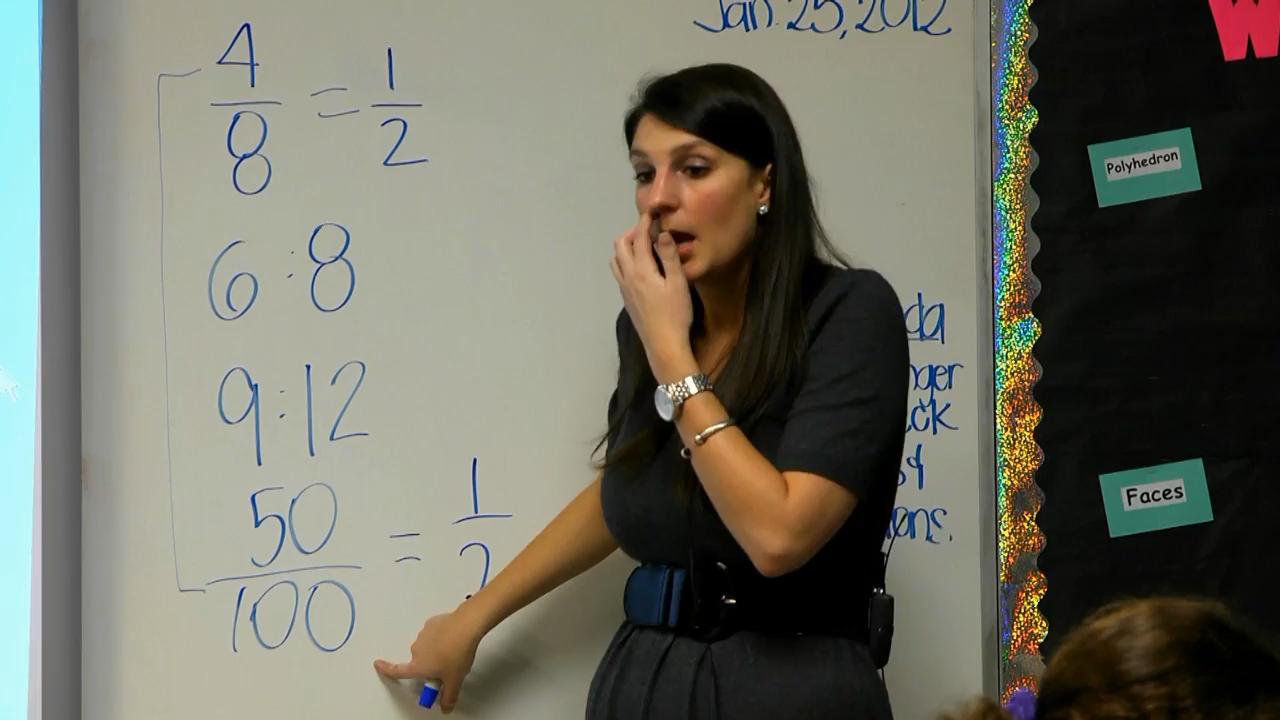 Jan. 25, 2012
4/8 = 1/2
6:8
9:12
50/100 = 1/2
Polyhedron
Faces
W